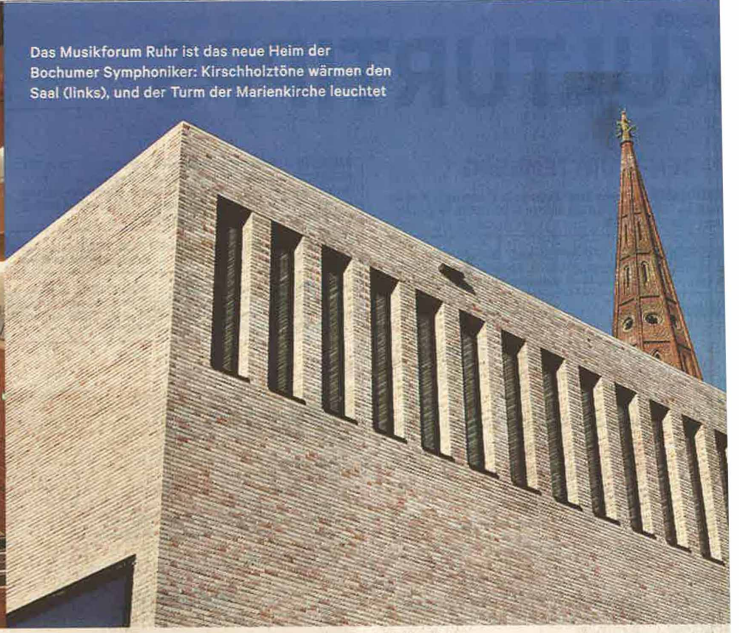 Das Musikforum Ruhr ist das neue Heim der
Bochumer Symphoniker: Kirschholztöne wärmen den
Saal (links), und der Turm der Marienkirche leuchtet